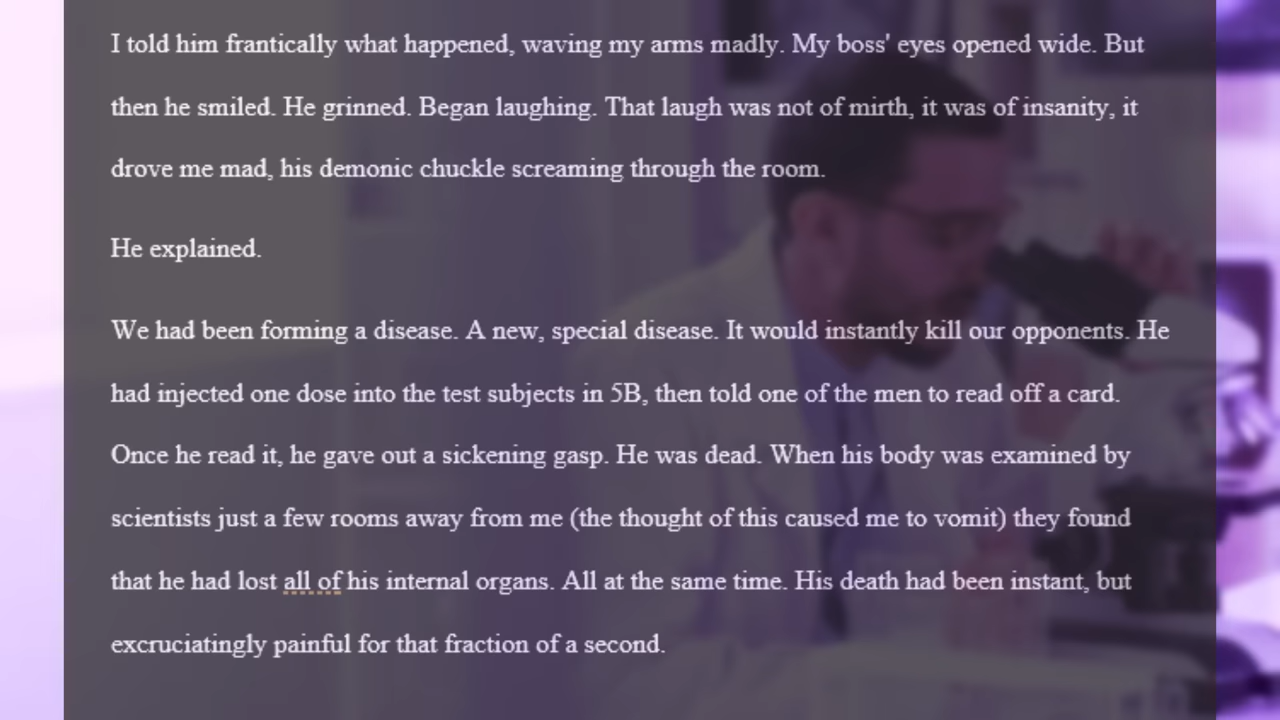 I told him frantically what happened, waving my arms madly. My boss' eyes opened wide. But
then he smiled. He grinned. Began laughing. That laugh was not of mirth, it was of insanity, it
drove me mad, his demonic chuckle screaming through the room.
He explained.
We had been forming a disease. A new, special disease. It would instantly kill our opponents. He
had injected one dose into the test subjects in 5B, then told one of the men to read off a card.
Once he read it, he gave out a sickening gasp. He was dead. When his body was examined by
scientists just a few rooms away from me (the thought of this caused me to vomit) they found
that he had lost all of his internal organs. All at the same time. His death had been instant, but
excruciatingly painful for that fraction of a second.